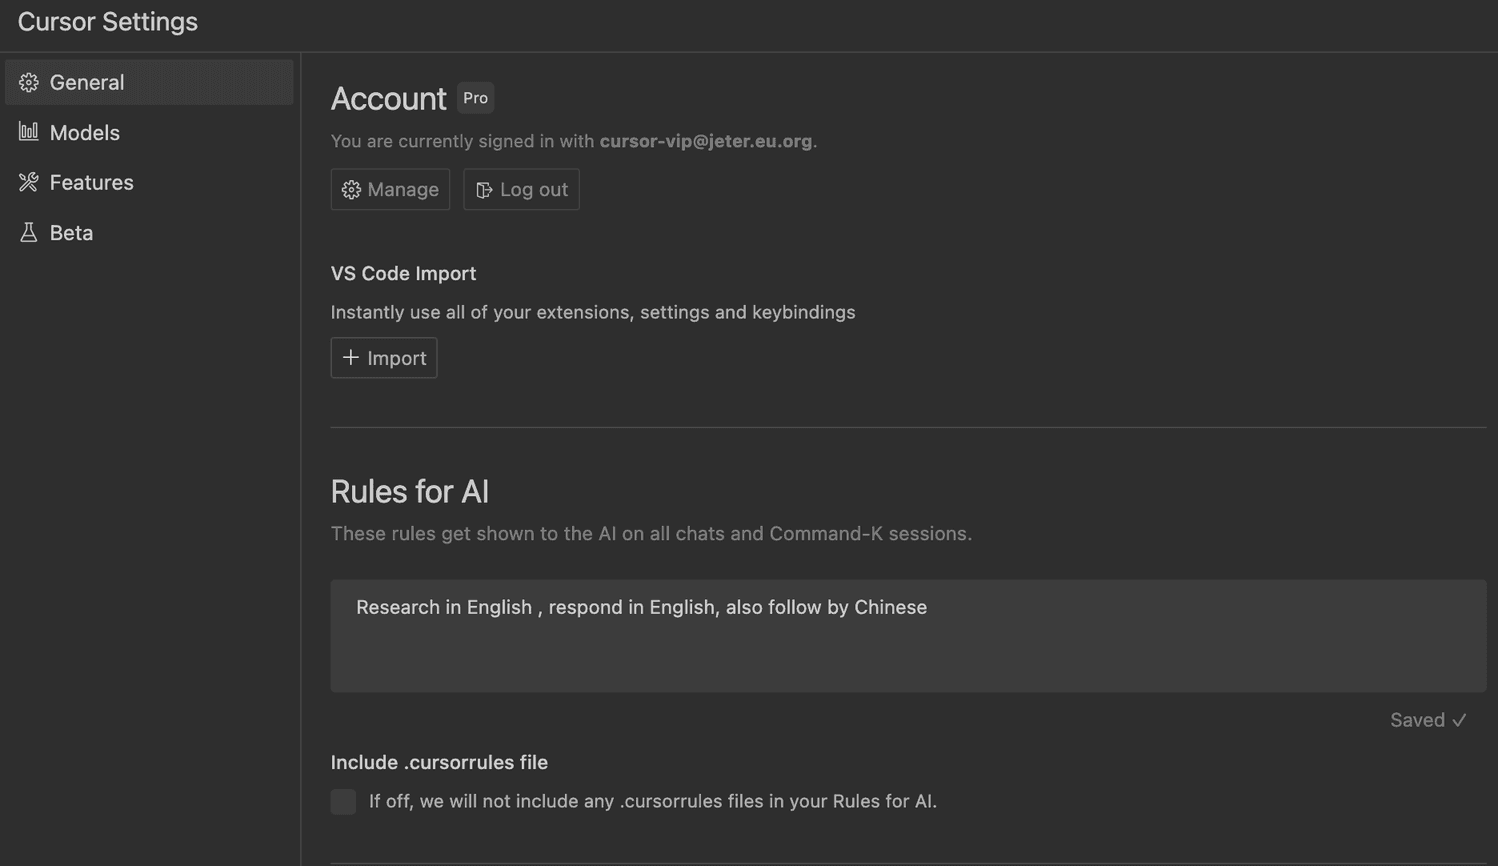 Cursor Settings
General
Models
Features
Beta
Account Pro
You are currently signed in with cursor-vip@jeter.eu.org.
Manage Log out
VS Code Import
Instantly use all of your extensions, settings and keybindings
+ Import
Rules for AI
These rules get shown to the AI on all chats and Command-K sessions.
Research in English , respond in English, also follow by Chinese
Saved ✓
Include .cursorrules file
If off, we will not include any .cursorrules files in your Rules for AI.